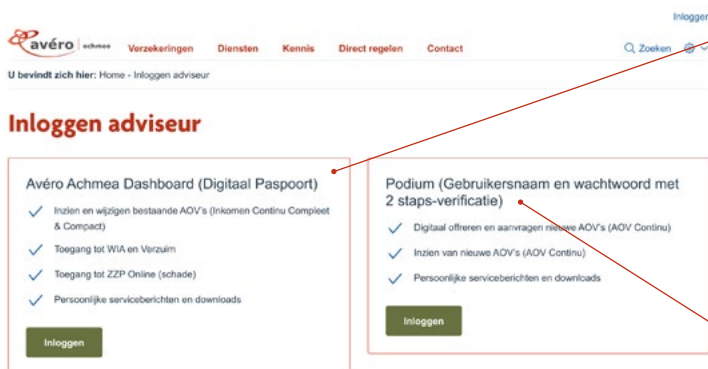 Inloggen
avéro achmea Verzekeringen Diensten Kennis Direct regelen Contact Zoeken
U bevindt zich hier: Home - Inloggen adviseur
Inloggen adviseur
Avéro Achmea Dashboard (Digitaal Paspoort)
Inzien en wijzigen bestaande AOV's (Inkomen Continu Compleet
& Compact)
Toegang tot WIA en Verzuim
Toegang tot ZZP Online (schade)
Persoonlijke serviceberichten en downloads
Inloggen
Podium (Gebruikersnaam en wachtwoord met
2 staps-verificatie)
Digitaal offreren en aanvragen nieuwe AOV's (AOV Continu)
Inzien van nieuwe AOV's (AOV Continu)
Persoonlijke serviceberichten en downloads
Inloggen